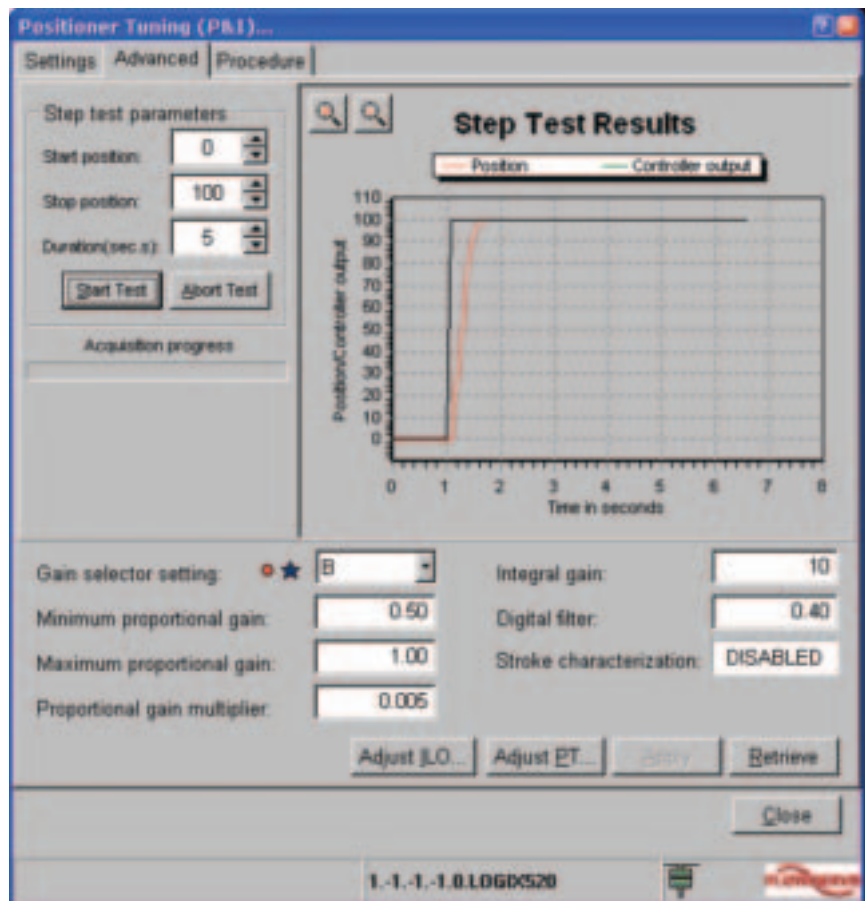 Positioner Tuning (P&I)...
Settings Advanced Procedure
Step test parameters
Start position: 0
Stop position: 100
Duration(sec.s): 5
Start Test Abort Test
Acquisition progress
Step Test Results
Position Controller output
Position/Controller output
110
100
90
80
70
60
50
40
30
20
10
0
0 1 2 3 4 5 6 7 8
Time in seconds
Gain selector setting: B
Minimum proportional gain: 0.50
Maximum proportional gain: 1.00
Proportional gain multiplier: 0.005
Integral gain: 10
Digital filter: 0.40
Stroke characterization: DISABLED
Adjust ILO... Adjust PT... Apply Retrieve
Close
1.-1.-1.-1.0.LOGIX520
FLOWSERVE